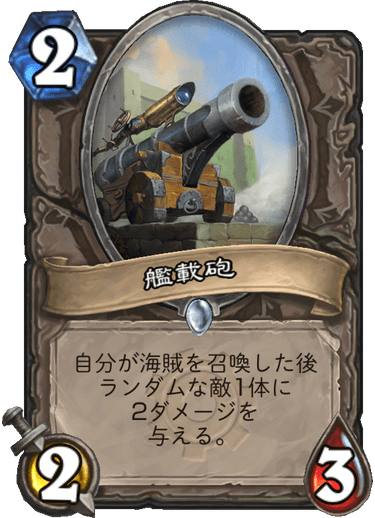 2
艦載砲
自分が海賊を召喚した後
ランダムな敵1体に
2ダメージを
与える。
2
3